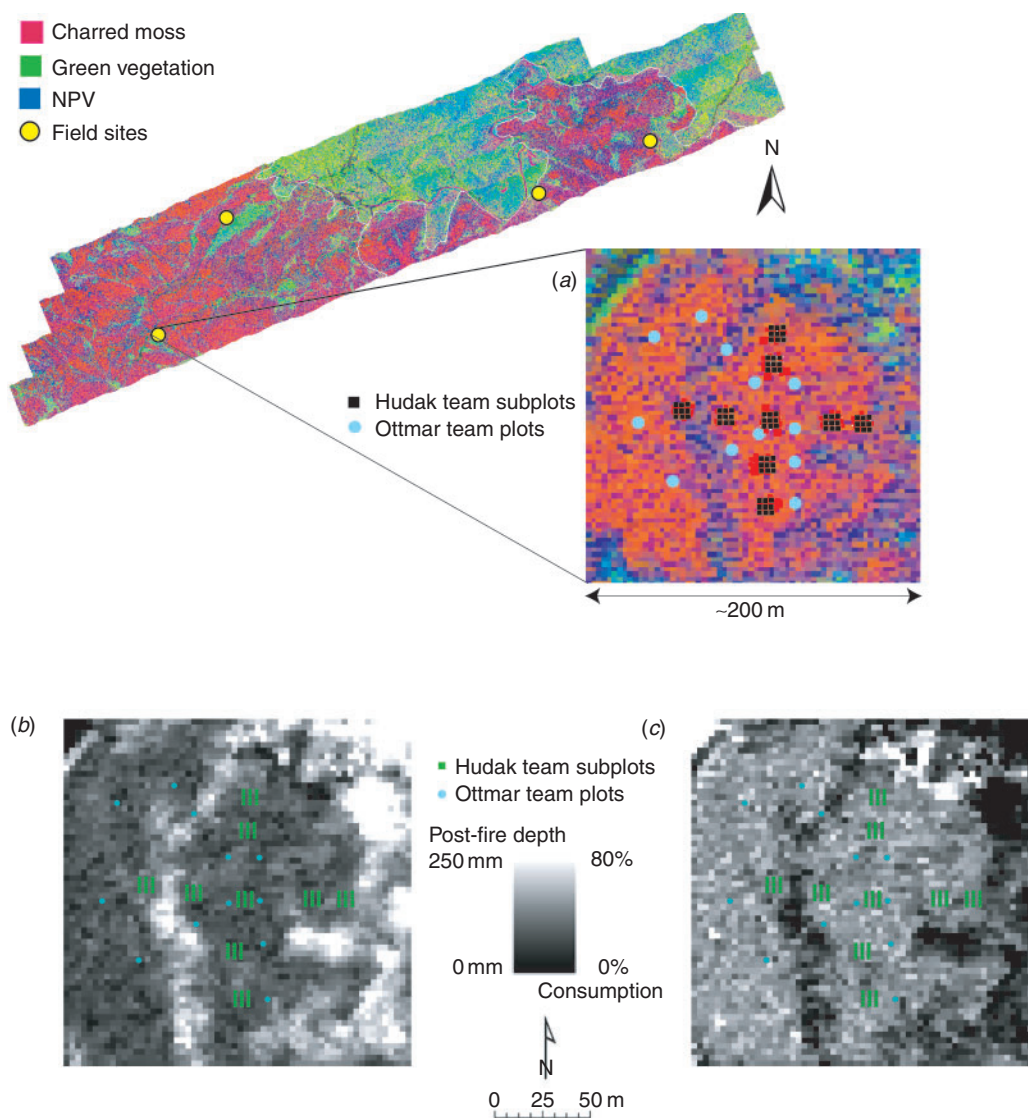 Charred moss
Green vegetation
NPV
Field sites
N
(a)
Hudak team subplots
Ottmar team plots
~200 m
(b)
(c)
Hudak team subplots
Ottmar team plots
Post-fire depth
250 mm
80%
0 mm
0%
Consumption
N
0 25 50 m